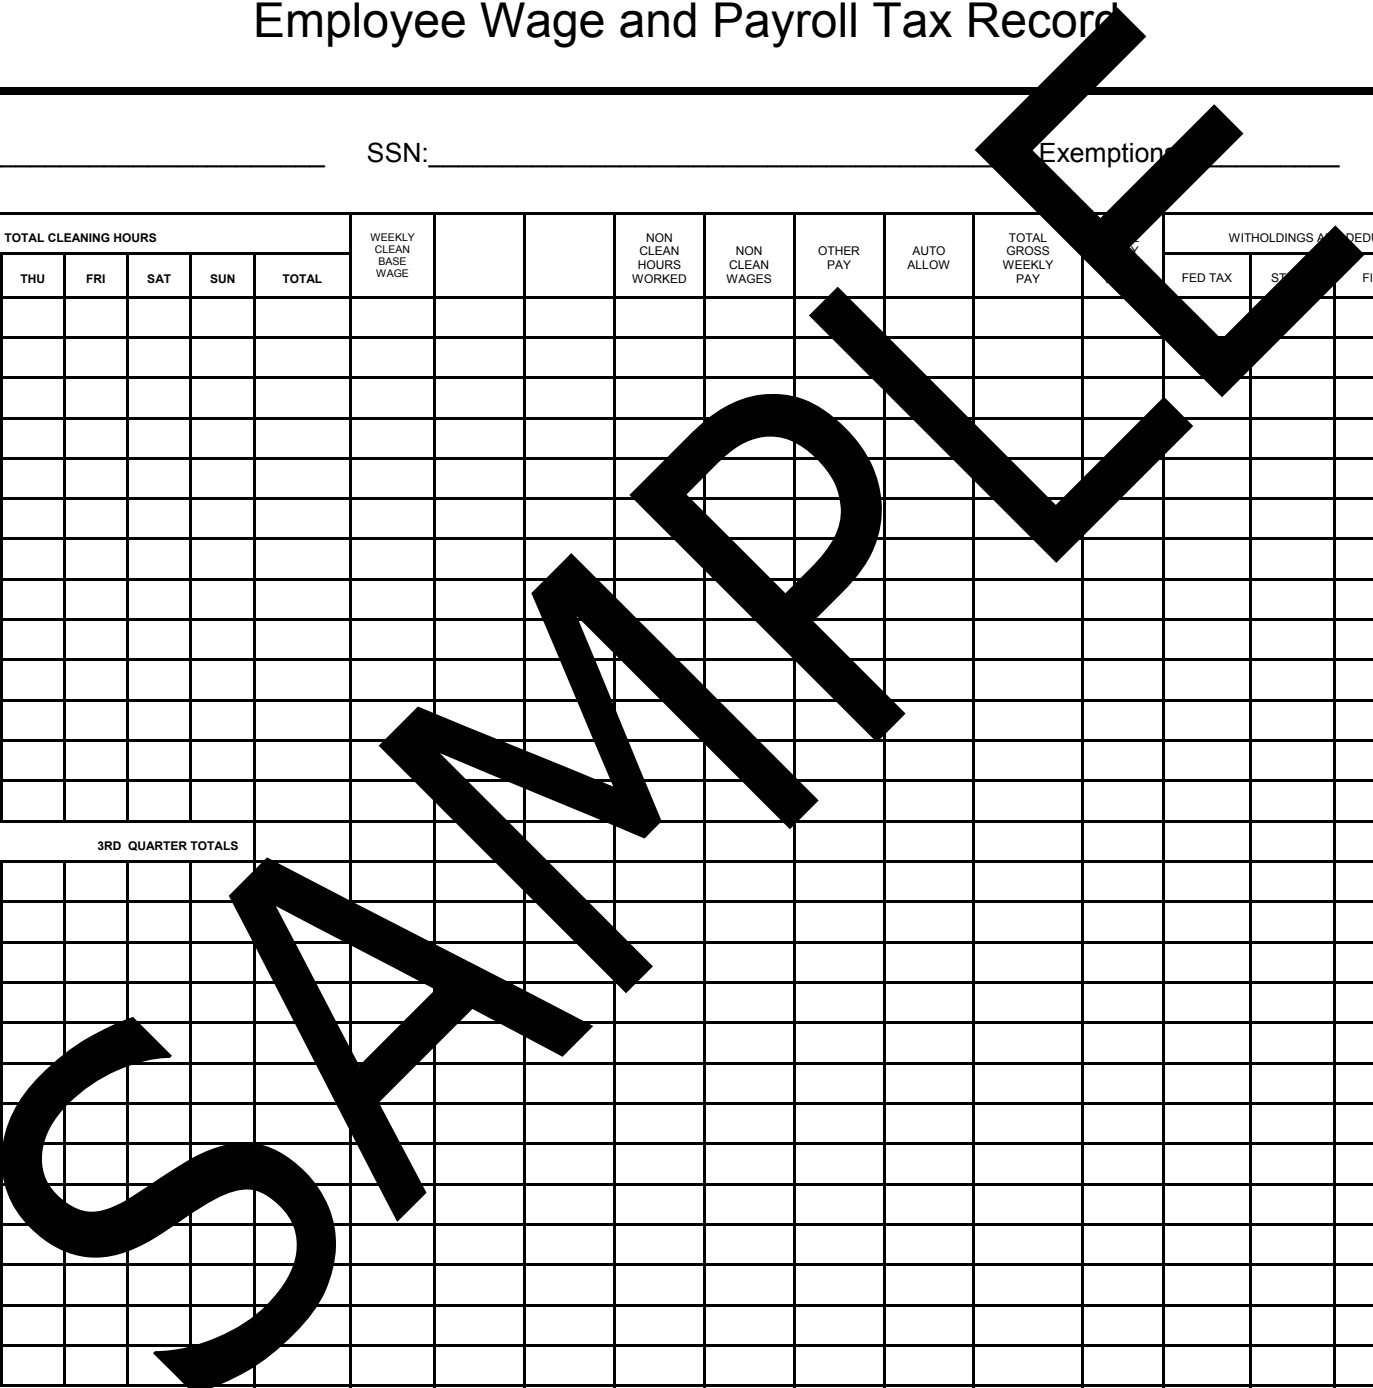 Employee Wage and Payroll Tax Record
SSN: Exemptions
TOTAL CLEANING HOURS
WEEKLY
CLEAN
BASE
WAGE
NON
CLEAN
HOURS
WORKED
NON
CLEAN
WAGES
OTHER
PAY
AUTO
ALLOW
TOTAL
GROSS
WEEKLY
PAY
WITHOLDINGS
THU FRI SAT SUN TOTAL
FED TAX
3RD QUARTER TOTALS
SAMPLE